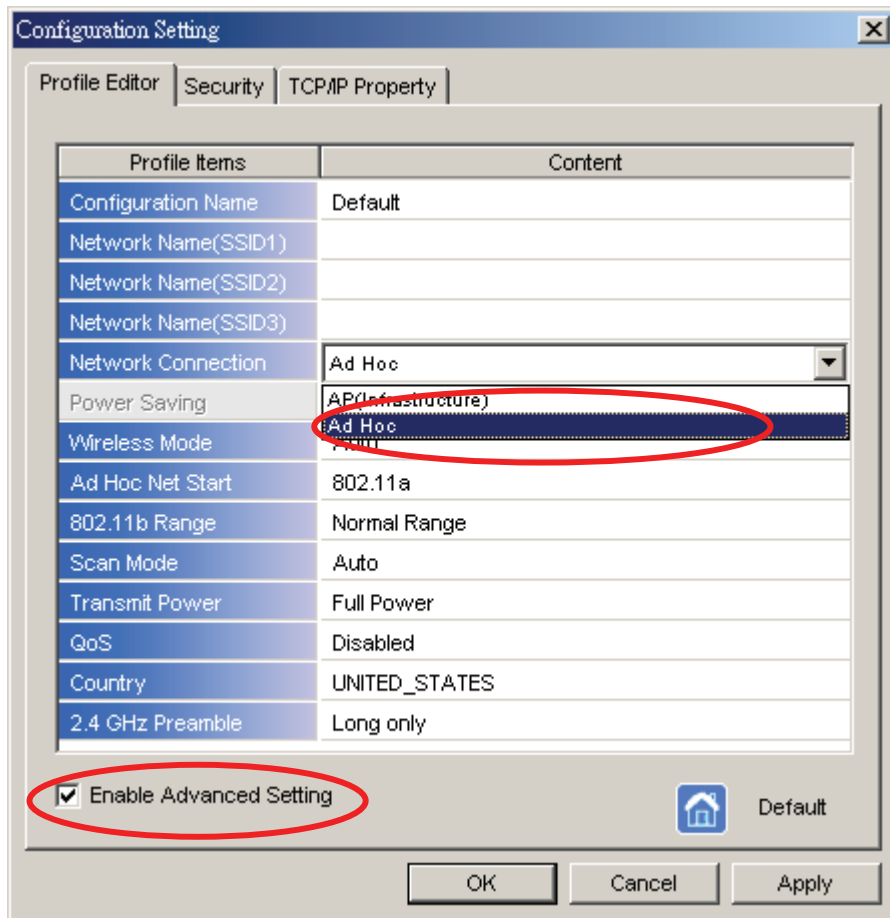 Configuration Setting
Profile Editor Security TCP/IP Property
Profile Items Content
Configuration Name Default
Network Name(SSID1)
Network Name(SSID2)
Network Name(SSID3)
Network Connection Ad Hoc
AP(Infrastructure)
Power Saving
Ad Hoc
Wireless Mode Auto
Ad Hoc Net Start 802.11a
802.11b Range Normal Range
Scan Mode Auto
Transmit Power Full Power
QoS Disabled
Country UNITED_STATES
2.4 GHz Preamble Long only
Enable Advanced Setting
Default
OK Cancel Apply